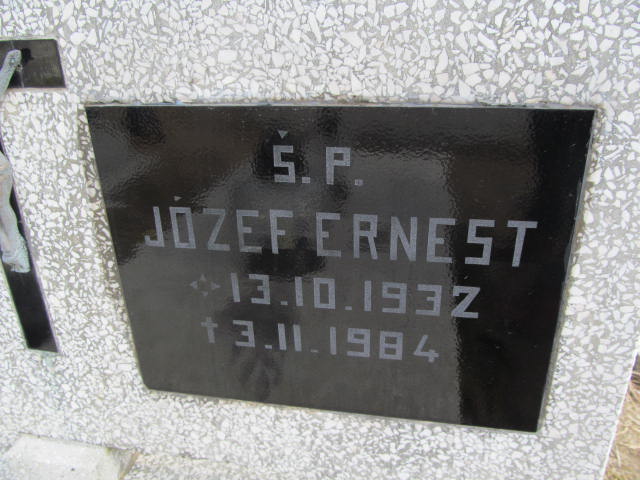 Š.P.
JÓZEF ERNEST
13.10.1932
† 3.11.1984